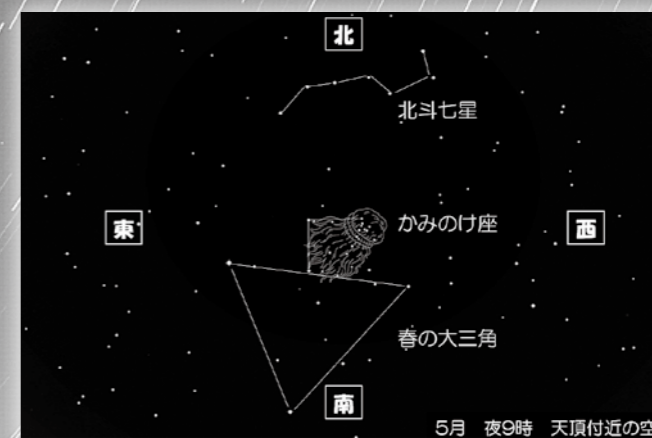 北
北斗七星
東
かみのけ座
西
春の大三角
南
5月 夜9時 天頂付近の空